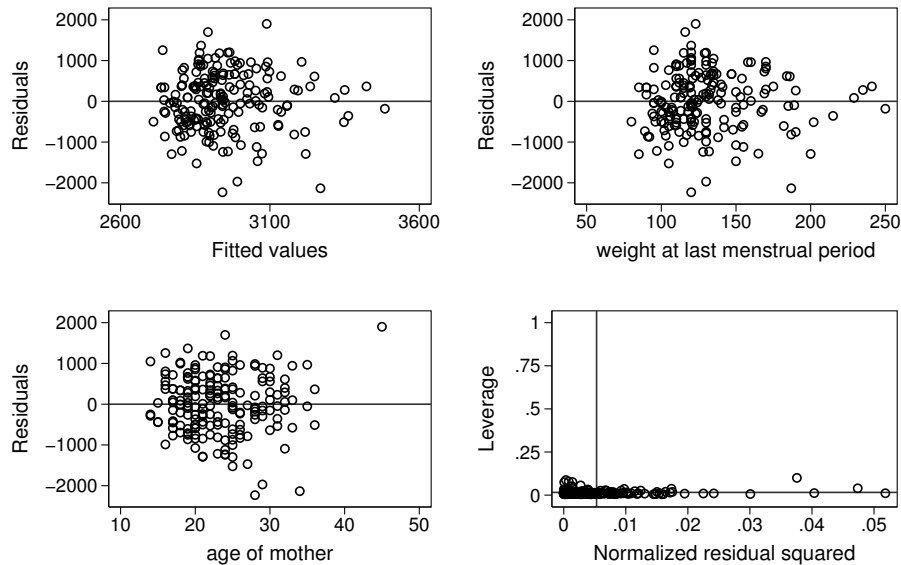 2000
1000
0
−1000
−2000
Residuals
2600 3100 3600
Fitted values
2000
1000
0
−1000
−2000
Residuals
50 100 150 200 250
weight at last menstrual period
2000
1000
0
−1000
−2000
Residuals
10 20 30 40 50
age of mother
1
.75
.5
.25
0
Leverage
0 .01 .02 .03 .04 .05
Normalized residual squared